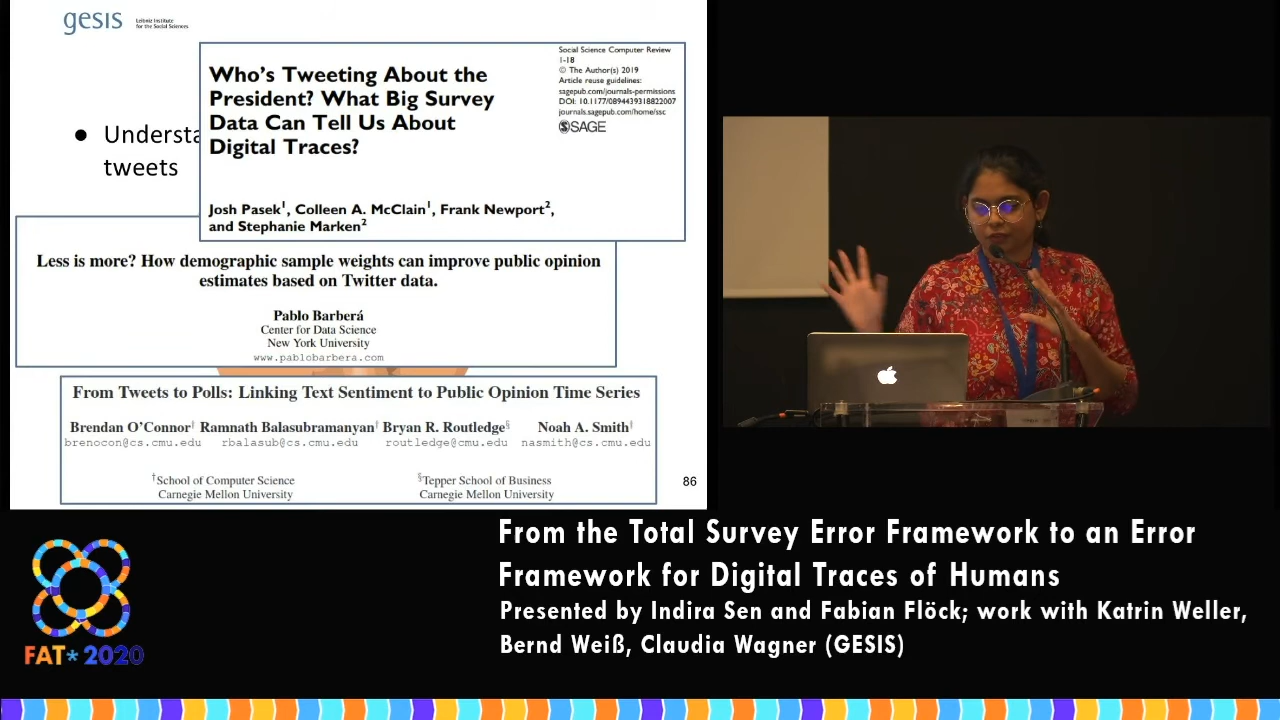 gesis Leibniz Institute
for the Social Sciences
Who's Tweeting About the
President? What Big Survey
Data Can Tell Us About
Digital Traces?
Social Science Computer Review
1-18
© The Author(s) 2019
Article reuse guidelines:
sagepub.com/journals-permissions
DOI: 10.1177/0894439318822007
journals.sagepub.com/home/ssc
SAGE
Josh Pasek1, Colleen A. McClain1, Frank Newport2,
and Stephanie Marken2
● Understa
tweets
Less is more? How demographic sample weights can improve public opinion
estimates based on Twitter data.
Pablo Barberá
Center for Data Science
New York University
www.pablobarbera.com
From Tweets to Polls: Linking Text Sentiment to Public Opinion Time Series
Brendan O'Connor† Ramnath Balasubramanyan† Bryan R. Routledge§ Noah A. Smith†
brenocon@cs.cmu.edu rbalasub@cs.cmu.edu routledge@cmu.edu nasmith@cs.cmu.edu
†School of Computer Science §Tepper School of Business
Carnegie Mellon University Carnegie Mellon University
86
From the Total Survey Error Framework to an Error
Framework for Digital Traces of Humans
Presented by Indira Sen and Fabian Flöck; work with Katrin Weller,
Bernd Weiß, Claudia Wagner (GESIS)
FAT* 2020